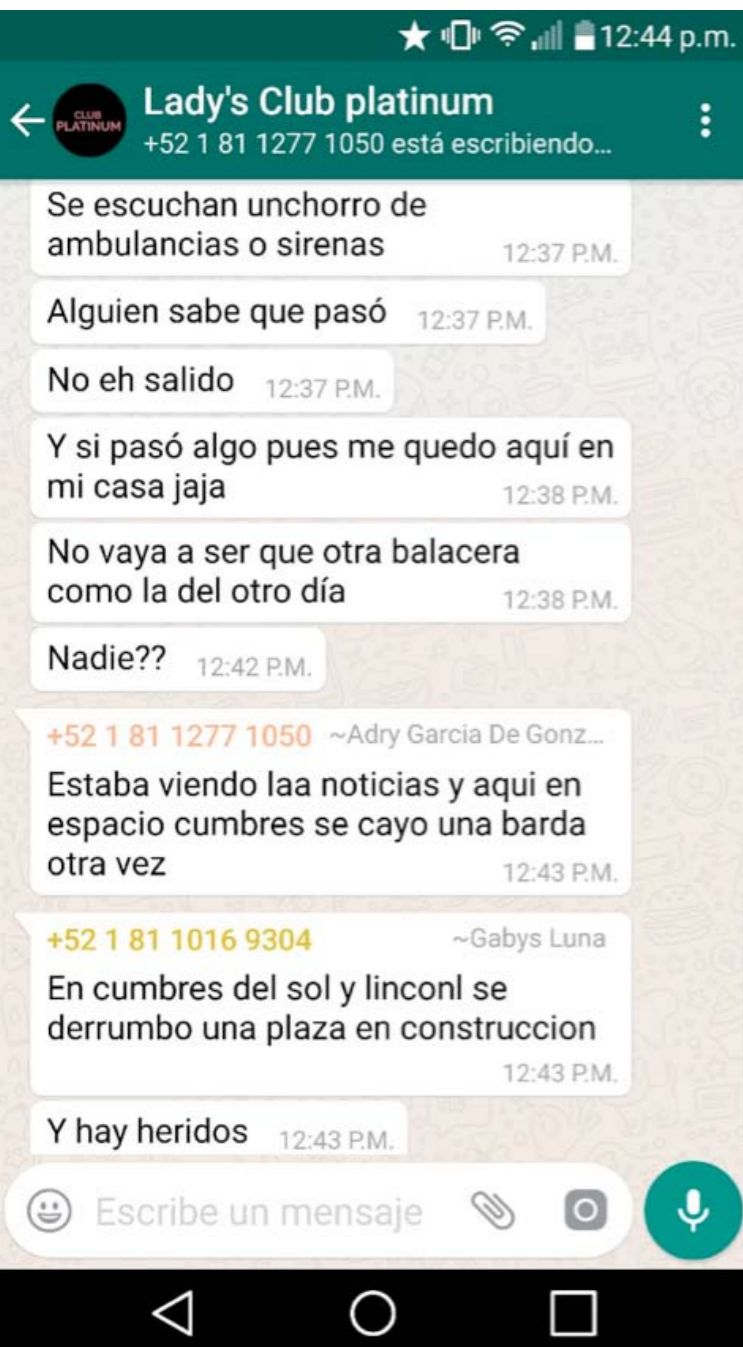 12:44 p.m.
CLUB
PLATINUM
Lady's Club platinum
+52 1 81 1277 1050 está escribiendo...
Se escuchan unchorro de
ambulancias o sirenas 12:37 P.M.
Alguien sabe que pasó 12:37 P.M.
No eh salido 12:37 P.M.
Y si pasó algo pues me quedo aquí en
mi casa jaja 12:38 P.M.
No vaya a ser que otra balacera
como la del otro día 12:38 P.M.
Nadie?? 12:42 P.M.
+52 1 81 1277 1050 ~Adry Garcia De Gonz...
Estaba viendo laa noticias y aqui en
espacio cumbres se cayo una barda
otra vez 12:43 P.M.
+52 1 81 1016 9304 ~Gabys Luna
En cumbres del sol y linconl se
derrumbo una plaza en construccion
12:43 P.M.
Y hay heridos 12:43 P.M.
Escribe un mensaje